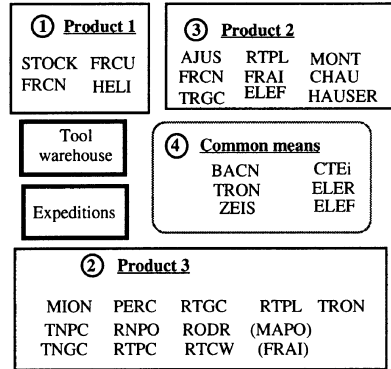 ① Product 1
STOCK FRCU
FRCN HELI
③ Product 2
AJUS RTPL MONT
FRCN FRAI CHAU
TRGC ELEF HAUSER
Tool
warehouse
Expeditions
④ Common means
BACN CTEi
TRON ELER
ZEIS ELEF
② Product 3
MION PERC RTGC RTPL TRON
TNPC RNPO RODR (MAPO)
TNGC RTPC RTCW (FRAI)